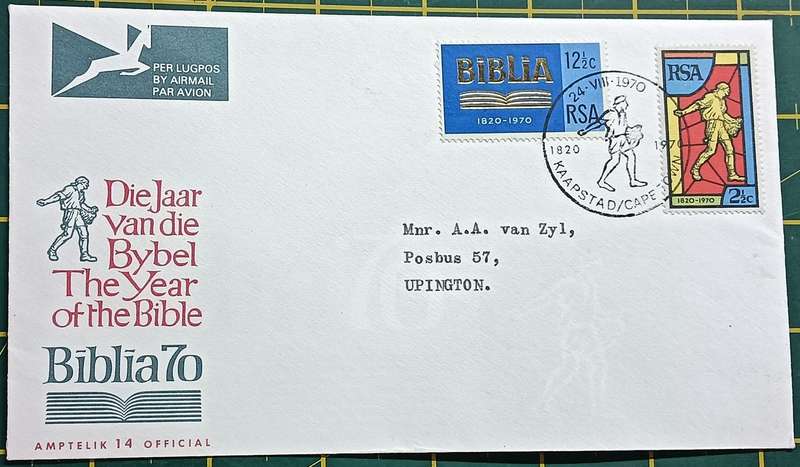 PER LUGPOS
BY AIRMAIL
PAR AVION
BIBLIA
12½c
RSA
1820-1970
24·VIII·1970
1820 1970
KAAPSTAD/CAPE TOWN
RSA
1820-1970
2½c
Die Jaar
van die
Bybel
The Year
of the Bible
Biblia 70
AMPTELIK 14 OFFICIAL
Mnr. A.A. van Zyl,
Posbus 57,
UPINGTON.